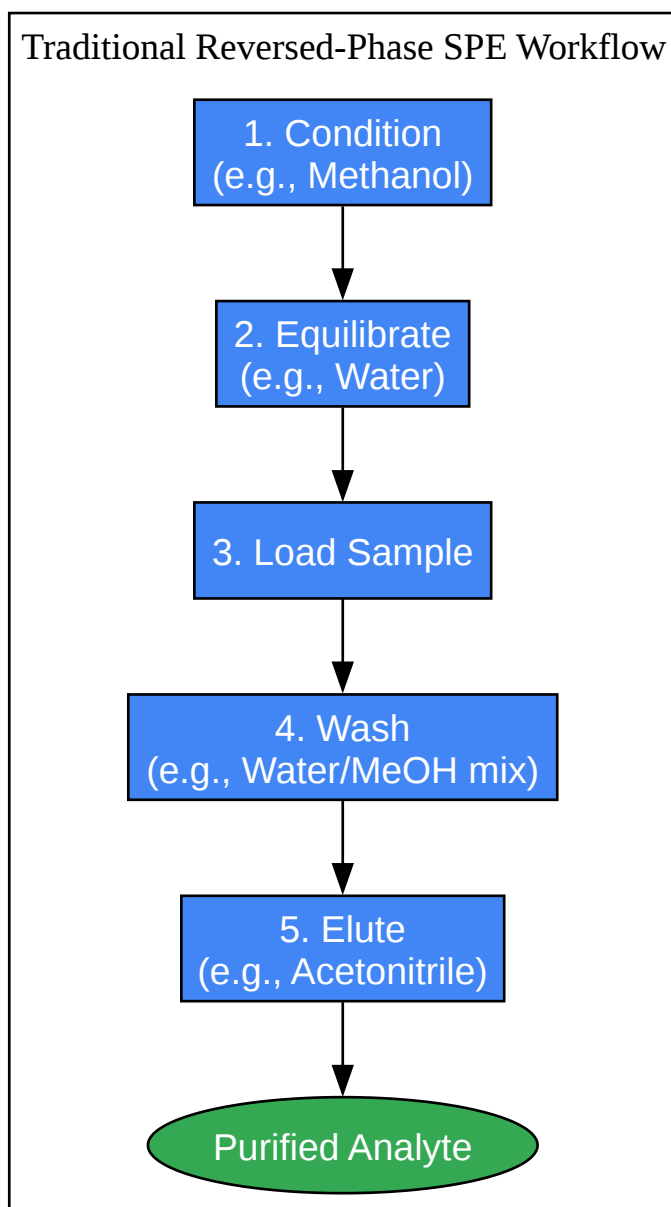 Traditional Reversed-Phase SPE Workflow
1. Condition
(e.g., Methanol)
2. Equilibrate
(e.g., Water)
3. Load Sample
4. Wash
(e.g., Water/MeOH mix)
5. Elute
(e.g., Acetonitrile)
Purified Analyte